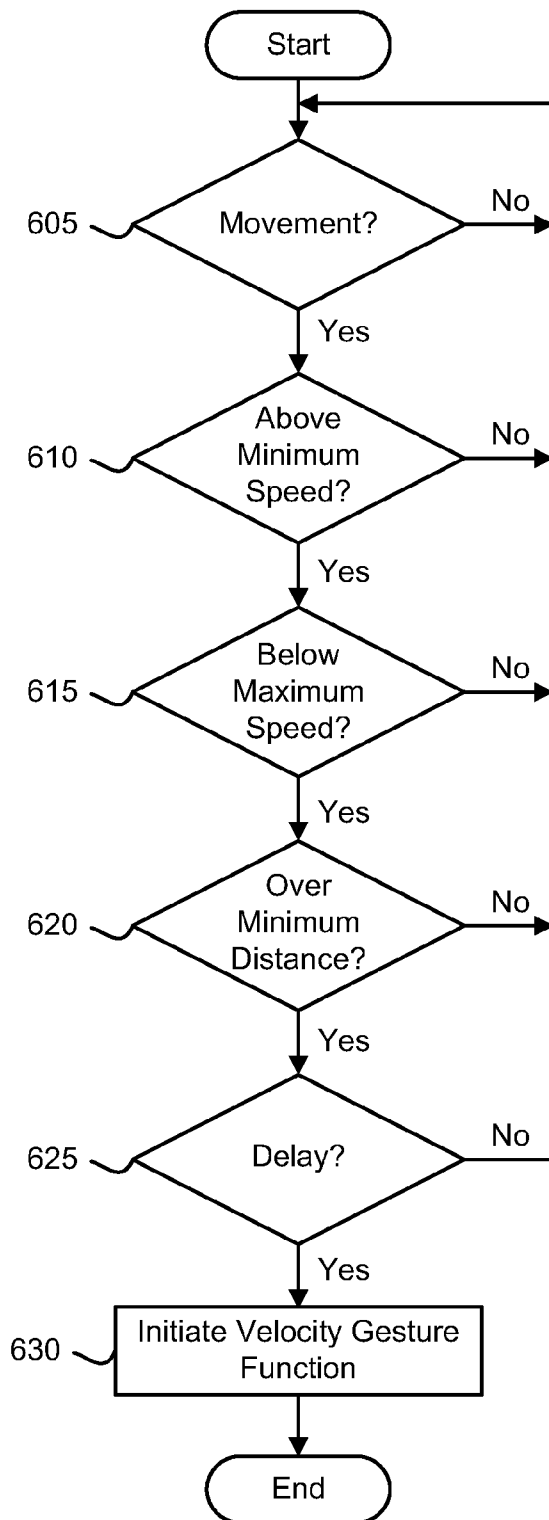 Start
605
Movement?
No
Yes
610
Above
Minimum
Speed?
No
Yes
615
Below
Maximum
Speed?
No
Yes
620
Over
Minimum
Distance?
No
Yes
625
Delay?
No
Yes
630
Initiate Velocity Gesture
Function
End